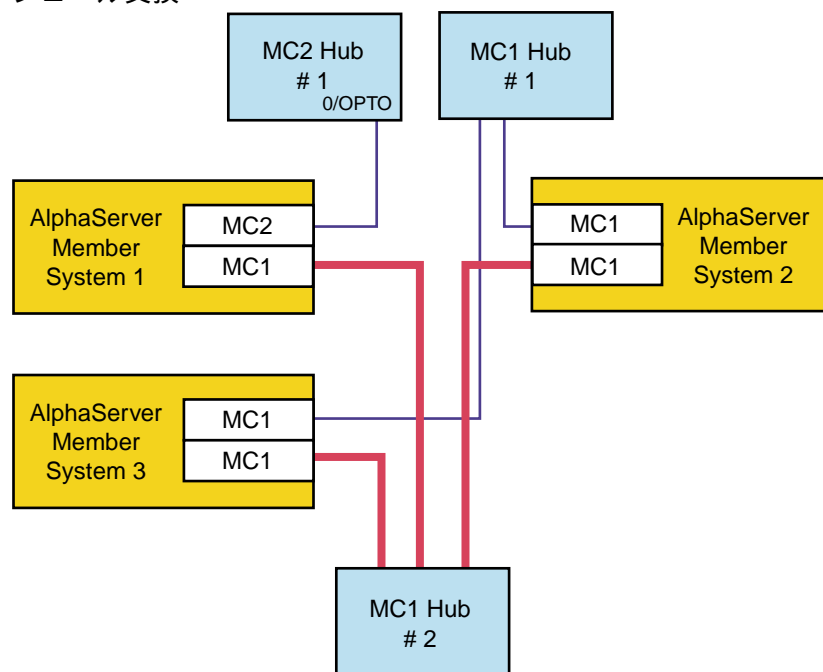 MC2 Hub
# 1
0/OPTO
MC1 Hub
# 1
AlphaServer
Member
System 1
MC2
MC1
MC1
MC1
AlphaServer
Member
System 2
AlphaServer
Member
System 3
MC1
MC1
MC1 Hub
# 2